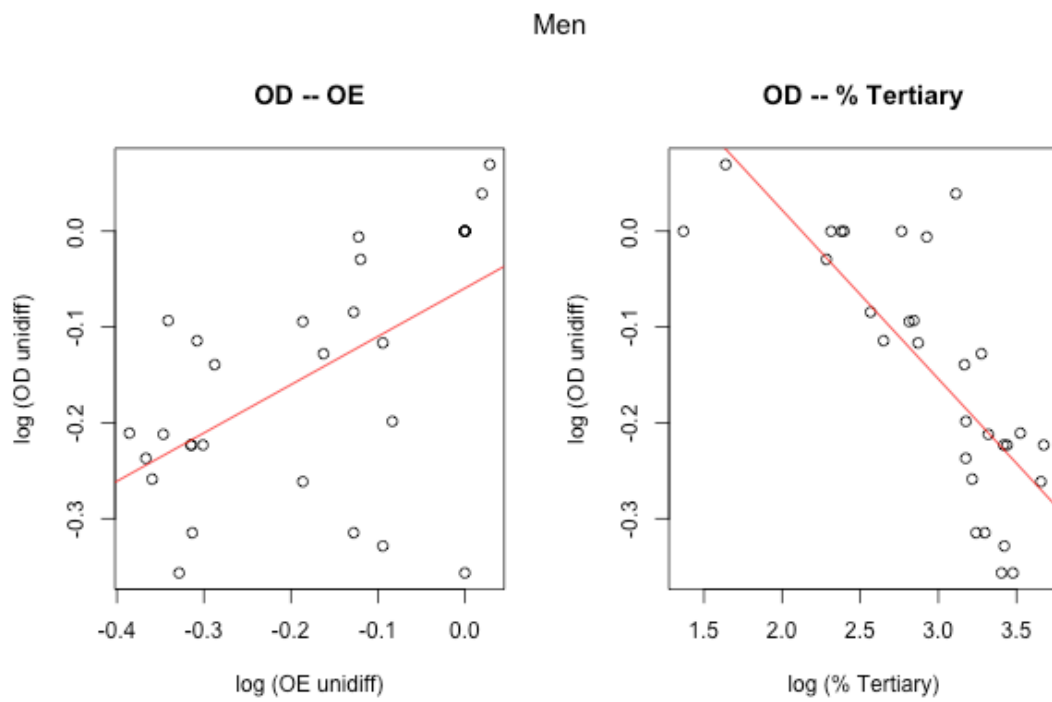 Men
OD -- OE
log (OD unidiff)
0.0
-0.1
-0.2
-0.3
-0.4 -0.3 -0.2 -0.1 0.0
log (OE unidiff)
OD -- % Tertiary
log (OD unidiff)
0.0
-0.1
-0.2
-0.3
1.5 2.0 2.5 3.0 3.5
log (% Tertiary)